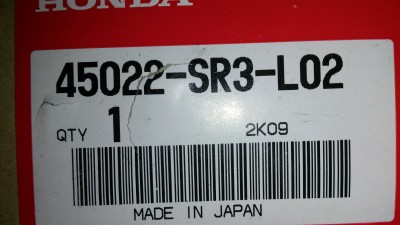 HONDA
45022-SR3-L02
QTY 1 2K09
MADE IN JAPAN